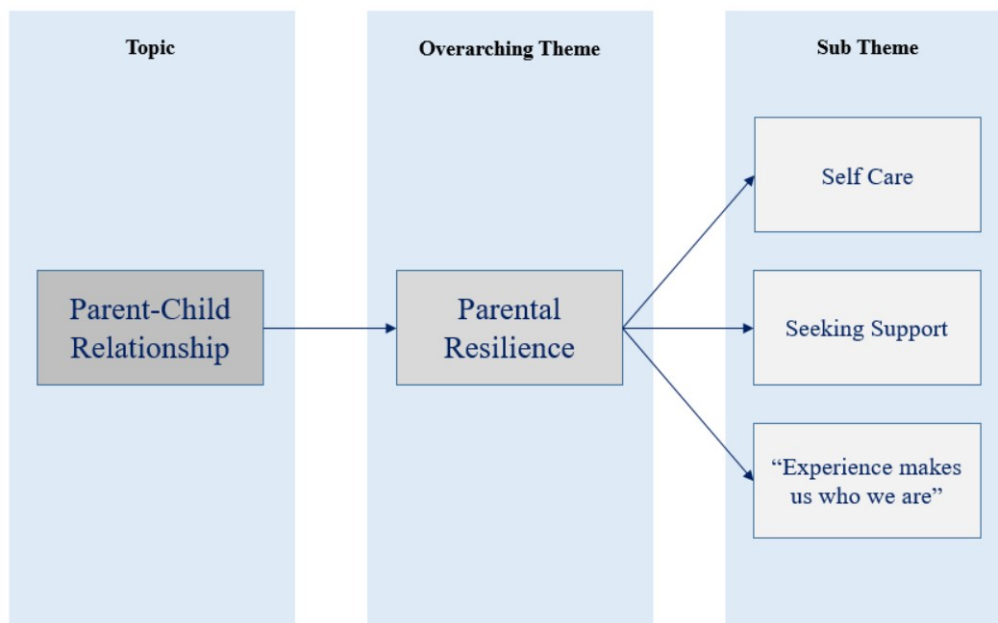 Topic
Overarching Theme
Sub Theme
Parent-Child
Relationship
Parental
Resilience
Self Care
Seeking Support
“Experience makes
us who we are”